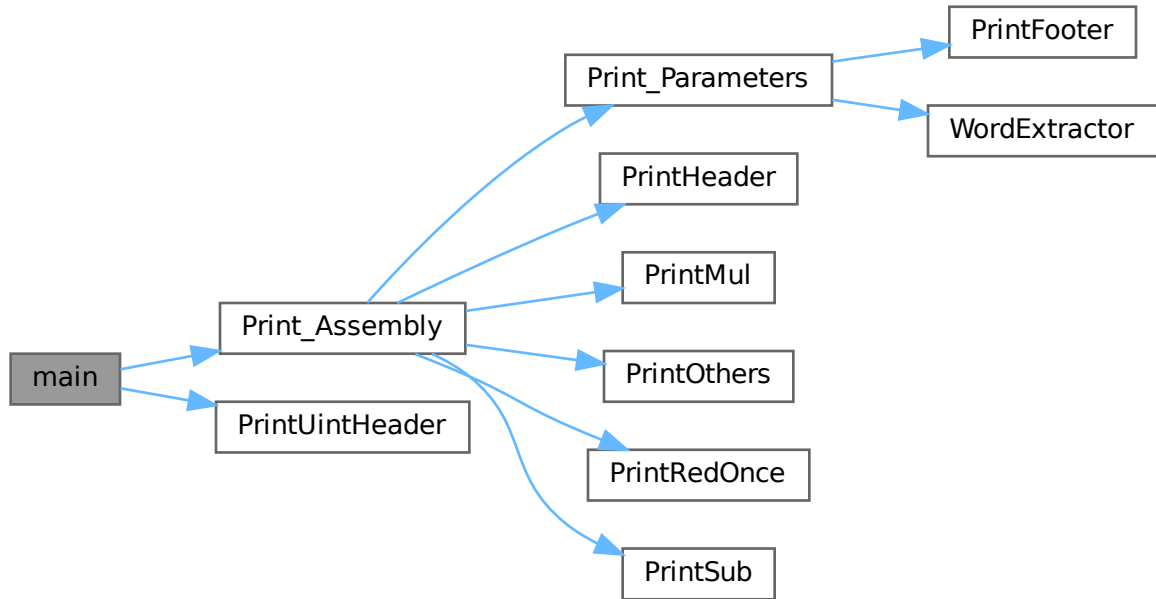 main
Print_Assembly
PrintUintHeader
Print_Parameters
PrintHeader
PrintMul
PrintOthers
PrintRedOnce
PrintSub
PrintFooter
WordExtractor